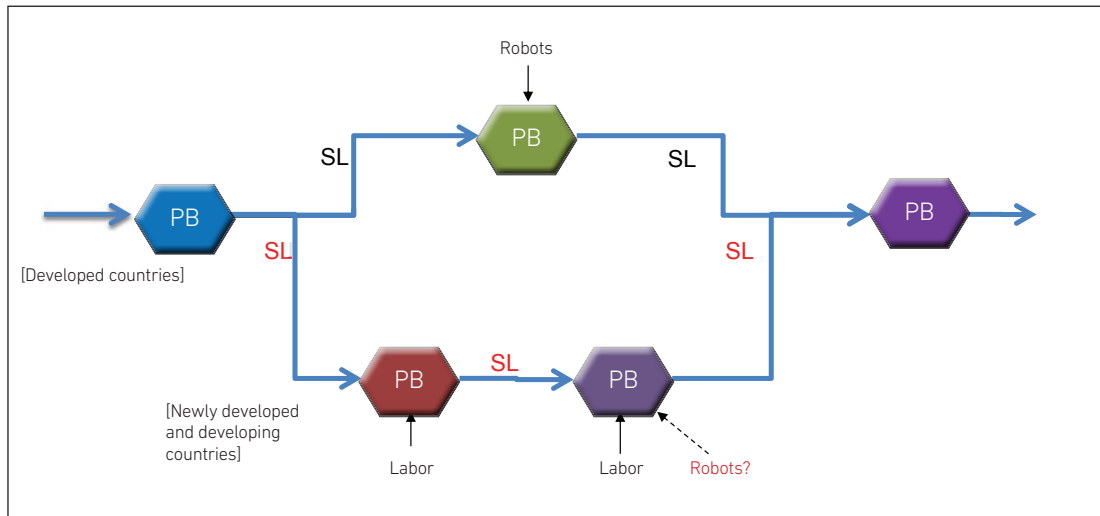 Robots
PB
SL
SL
PB
PB
SL
SL
[Developed countries]
SL
PB
PB
[Newly developed
and developing
countries]
Labor
Labor
Robots?